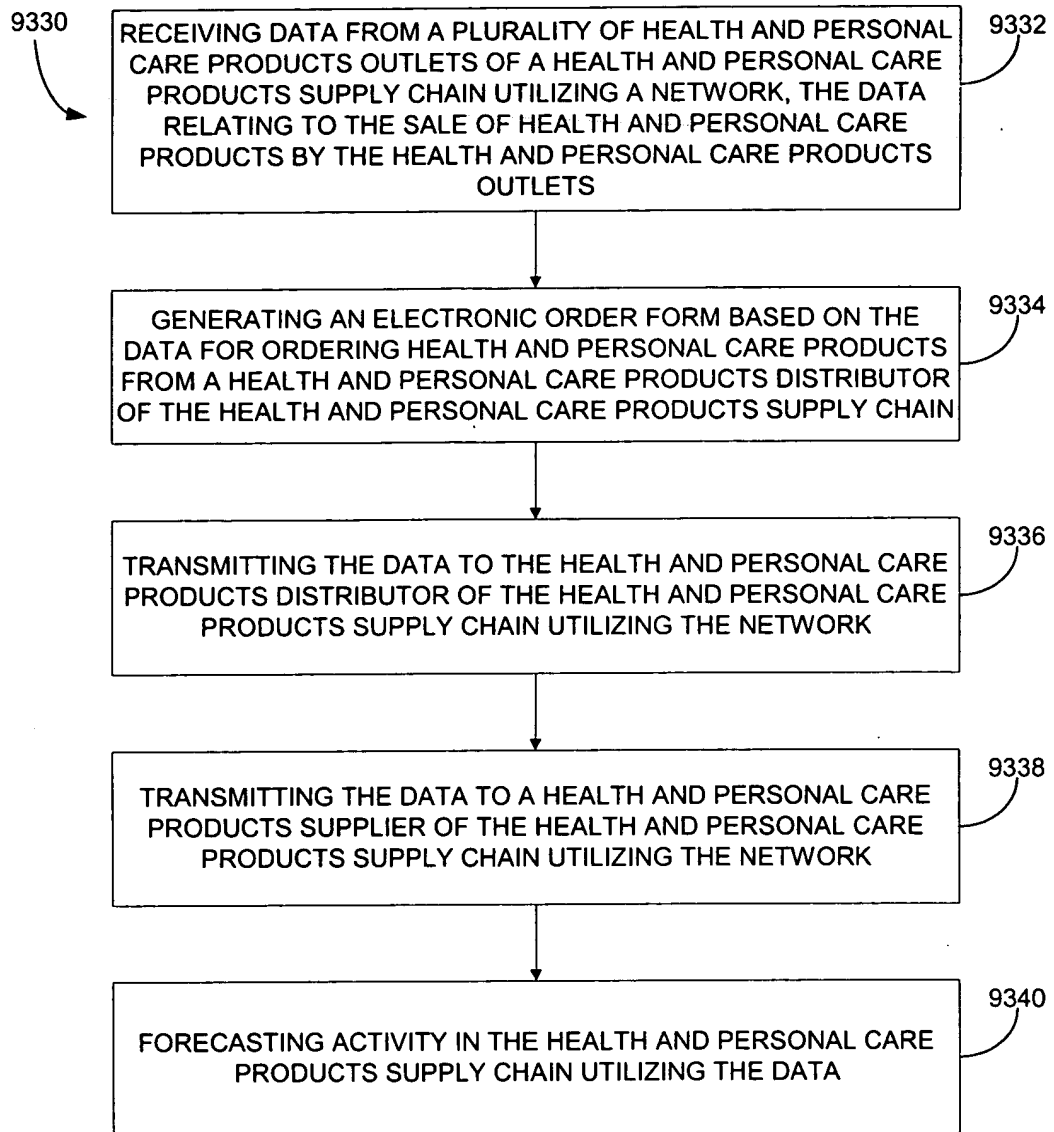 9330
9332
RECEIVING DATA FROM A PLURALITY OF HEALTH AND PERSONAL
CARE PRODUCTS OUTLETS OF A HEALTH AND PERSONAL CARE
PRODUCTS SUPPLY CHAIN UTILIZING A NETWORK, THE DATA
RELATING TO THE SALE OF HEALTH AND PERSONAL CARE
PRODUCTS BY THE HEALTH AND PERSONAL CARE PRODUCTS
OUTLETS
9334
GENERATING AN ELECTRONIC ORDER FORM BASED ON THE
DATA FOR ORDERING HEALTH AND PERSONAL CARE PRODUCTS
FROM A HEALTH AND PERSONAL CARE PRODUCTS DISTRIBUTOR
OF THE HEALTH AND PERSONAL CARE PRODUCTS SUPPLY CHAIN
9336
TRANSMITTING THE DATA TO THE HEALTH AND PERSONAL CARE
PRODUCTS DISTRIBUTOR OF THE HEALTH AND PERSONAL CARE
PRODUCTS SUPPLY CHAIN UTILIZING THE NETWORK
9338
TRANSMITTING THE DATA TO A HEALTH AND PERSONAL CARE
PRODUCTS SUPPLIER OF THE HEALTH AND PERSONAL CARE
PRODUCTS SUPPLY CHAIN UTILIZING THE NETWORK
9340
FORECASTING ACTIVITY IN THE HEALTH AND PERSONAL CARE
PRODUCTS SUPPLY CHAIN UTILIZING THE DATA